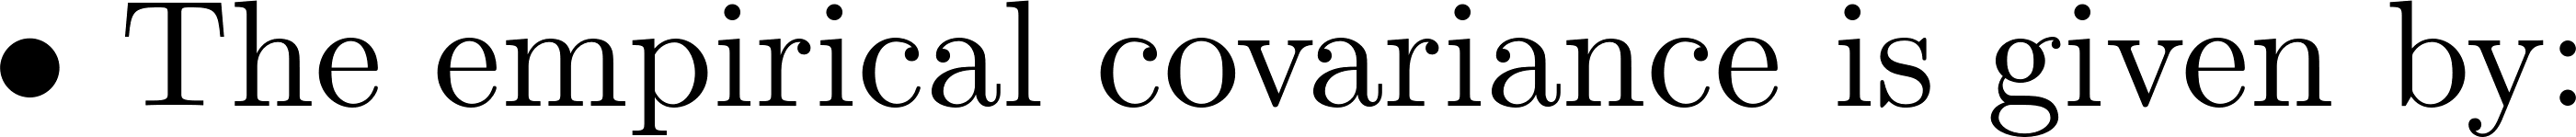 • The empirical covariance is given by: